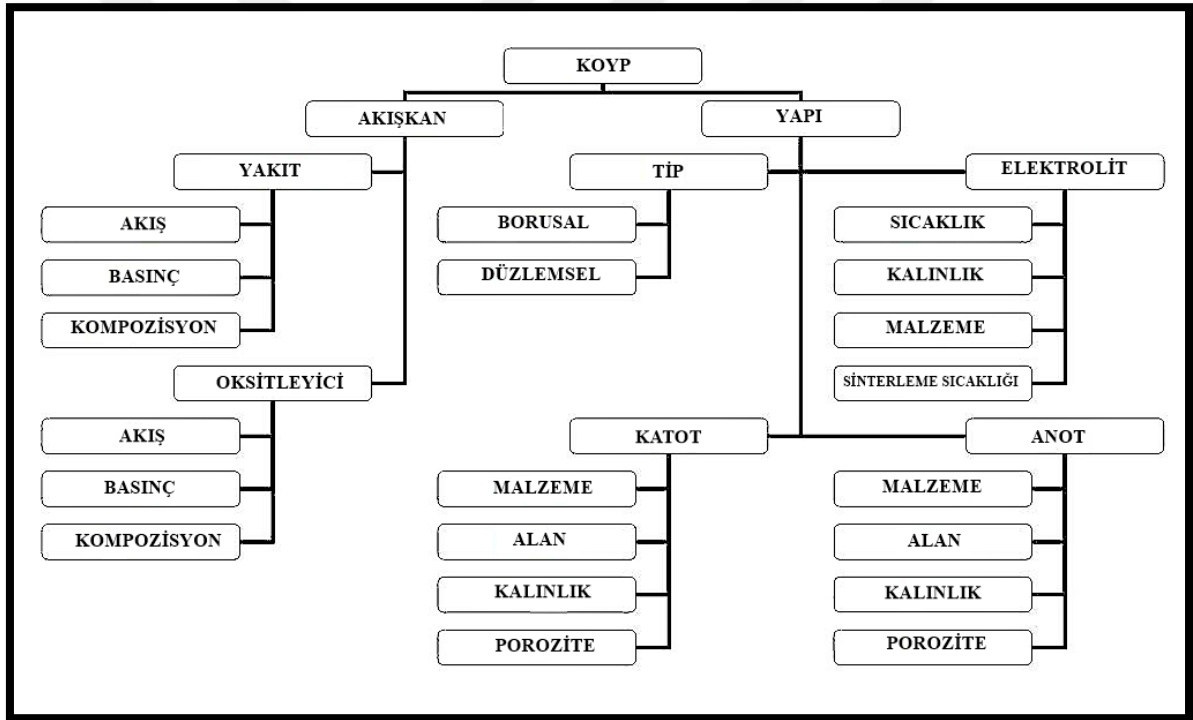 KOYP
AKIŞKAN
YAPI
YAKIT
AKIŞ
BASINÇ
KOMPOZİSYON
OKSİTLEYİCİ
AKIŞ
BASINÇ
KOMPOZİSYON
TİP
BORUSAL
DÜZLEMSEL
ELEKTROLİT
SICAKLIK
KALINLIK
MALZEME
SİNTERLEME SICAKLIĞI
KATOT
MALZEME
ALAN
KALINLIK
POROZİTE
ANOT
MALZEME
ALAN
KALINLIK
POROZİTE